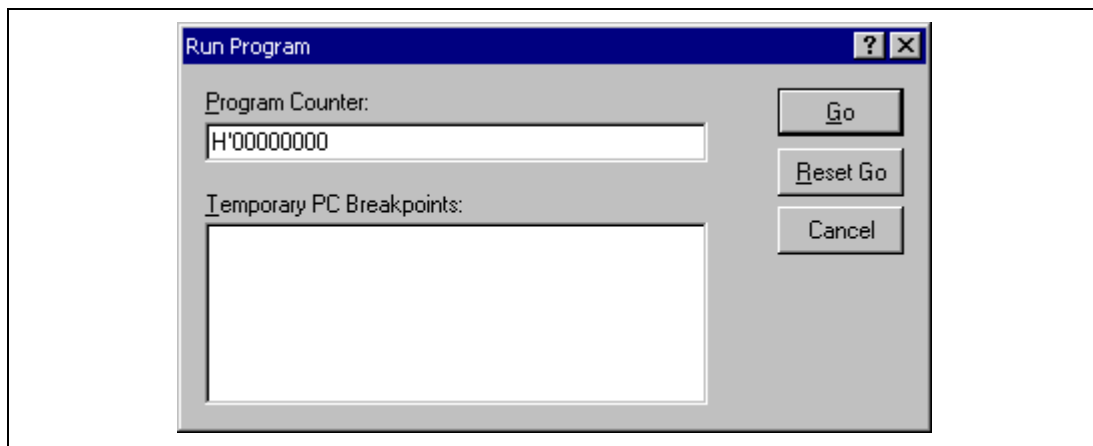 Run Program
Program Counter:
H'00000000
Temporary PC Breakpoints:
Go
Reset Go
Cancel